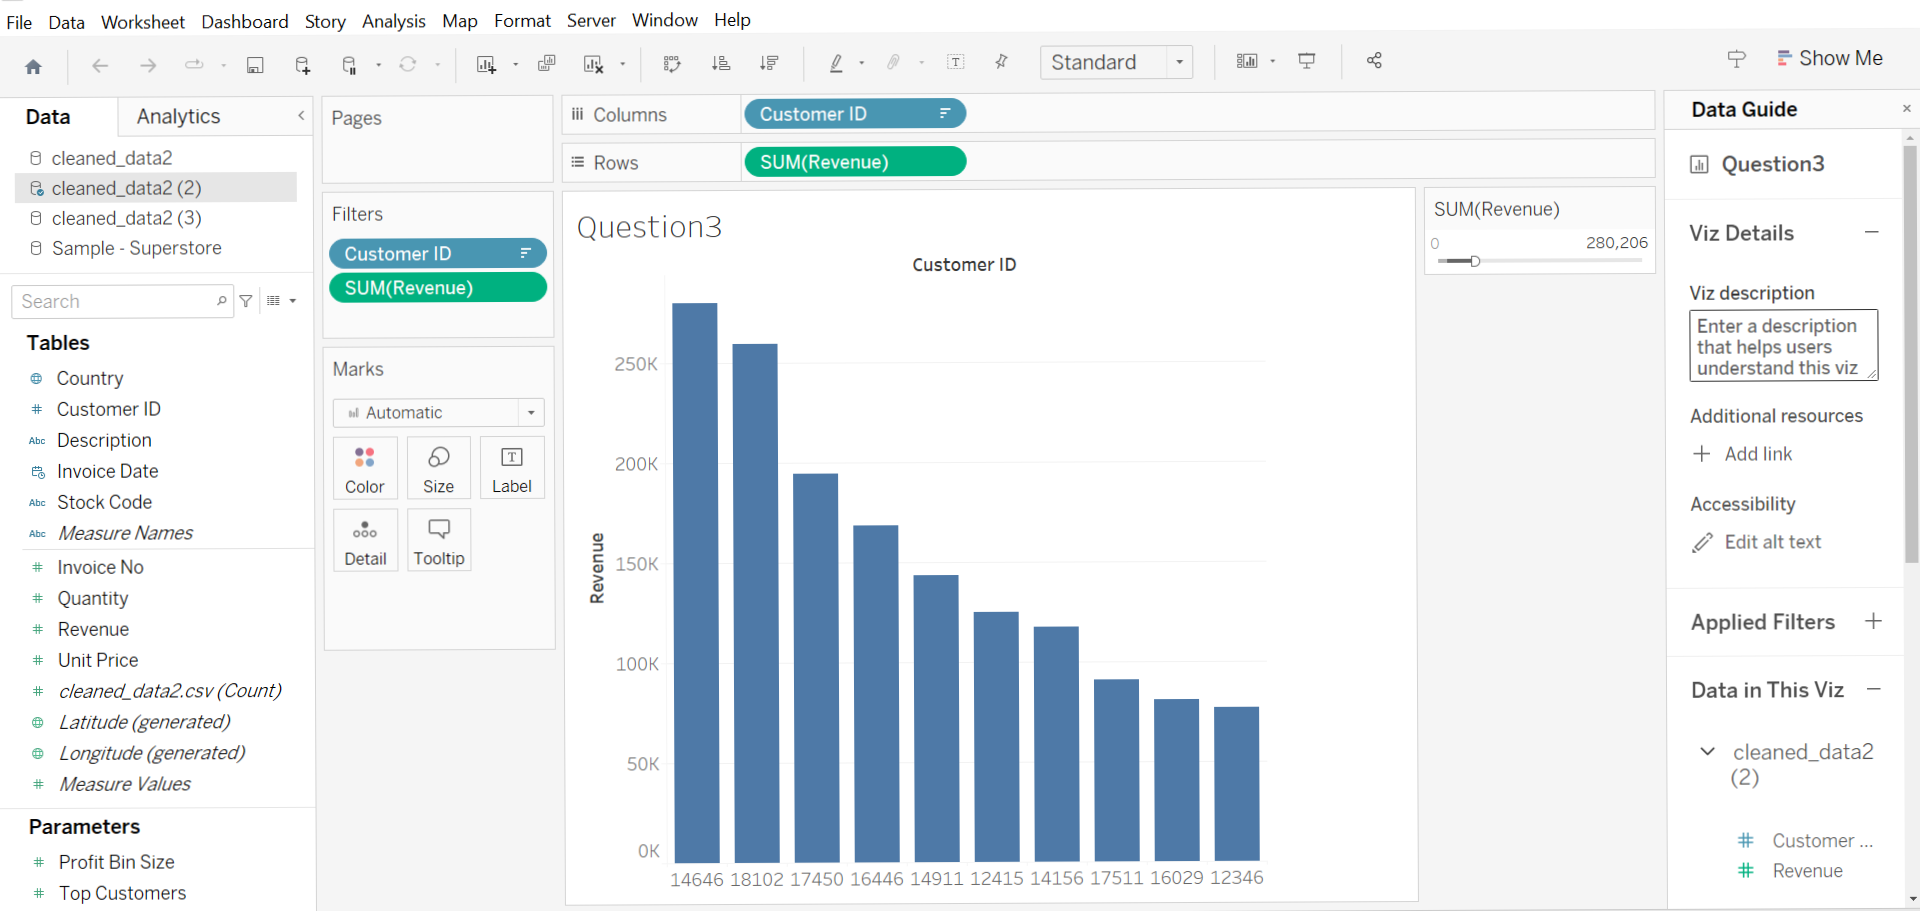 File Data Worksheet Dashboard Story Analysis Map Format Server Window Help
Standard
Show Me
Data Analytics
cleaned_data2
cleaned_data2 (2)
cleaned_data2 (3)
Sample - Superstore
Search
Tables
Country
Customer ID
Abc Description
Invoice Date
Abc Stock Code
Abc Measure Names
Invoice No
Quantity
Revenue
Unit Price
cleaned_data2.csv (Count)
Latitude (generated)
Longitude (generated)
Measure Values
Parameters
Profit Bin Size
Top Customers
Pages
Filters
Customer ID
SUM(Revenue)
Marks
Automatic
Color Size Label
Detail Tooltip
Columns Customer ID
Rows SUM(Revenue)
Question3
Customer ID
Revenue
250K
200K
150K
100K
50K
0K
14646 18102 17450 16446 14911 12415 14156 17511 16029 12346
SUM(Revenue)
0 280,206
Data Guide
Question3
Viz Details
Viz description
Enter a description
that helps users
understand this viz
Additional resources
Add link
Accessibility
Edit alt text
Applied Filters
Data in This Viz
cleaned_data2
(2)
Customer ...
Revenue